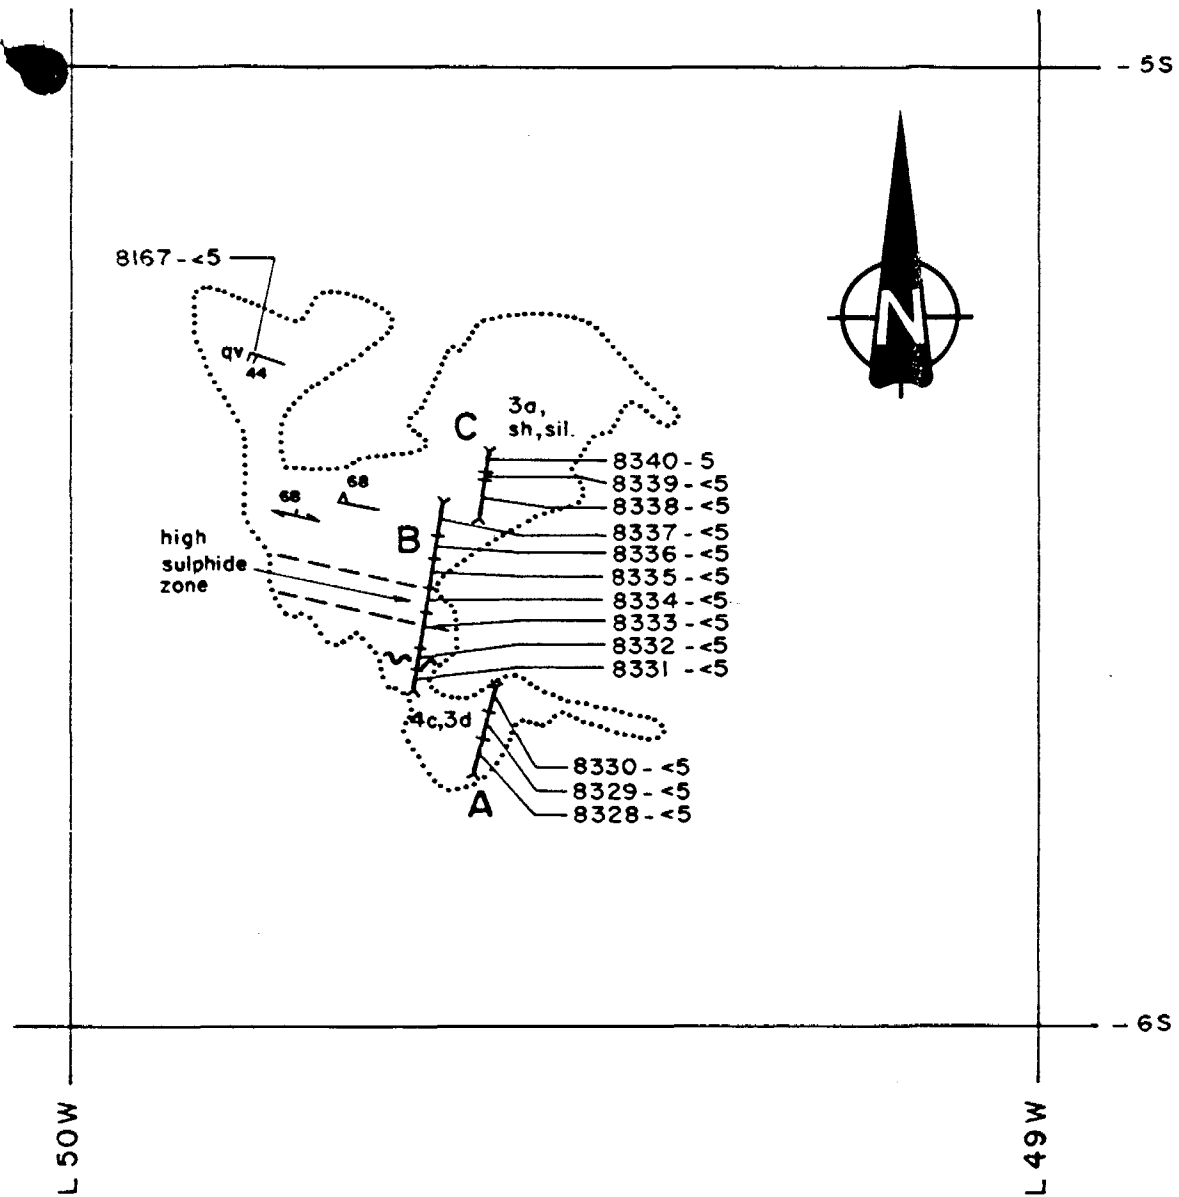 - 5S
N
8167 - <5
qv
44
3a,
sh, sil.
C
8340 - 5
8339 - <5
8338 - <5
8337 - <5
8336 - <5
8335 - <5
8334 - <5
8333 - <5
8332 - <5
8331 - <5
68
68
B
high
sulphide
zone
4c,3d
8330 - <5
8329 - <5
8328 - <5
A
- 6S
L 50W
L 49W